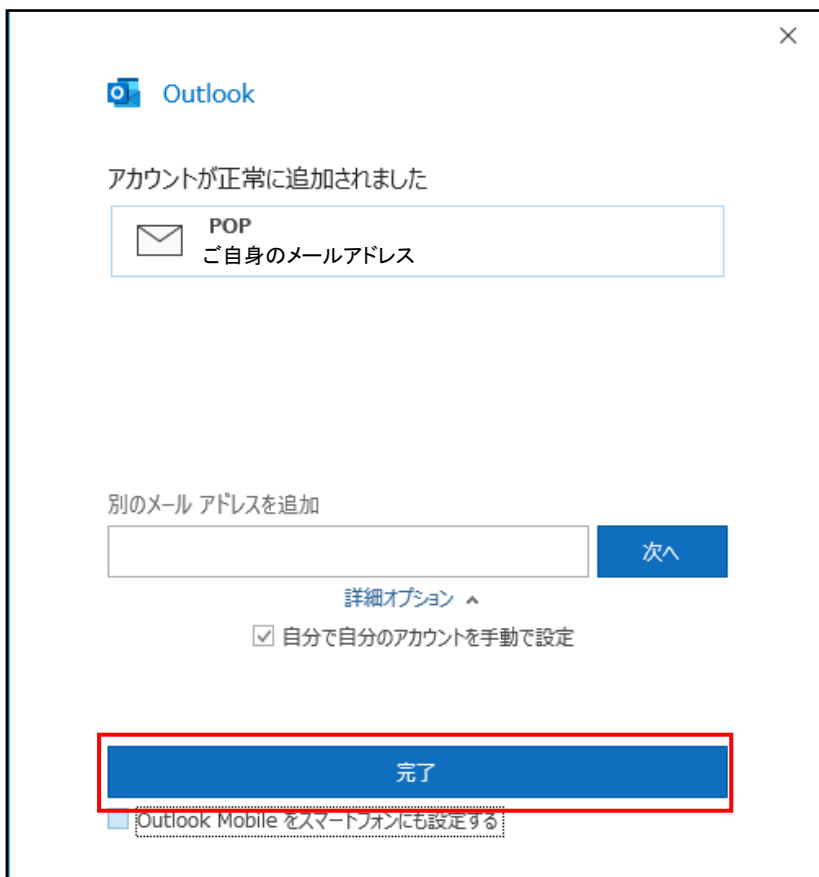 Outlook
アカウントが正常に追加されました
POP
ご自身のメールアドレス
別のメール アドレスを追加
次へ
詳細オプション
自分で自分のアカウントを手動で設定
完了
Outlook Mobile をスマートフォンにも設定する